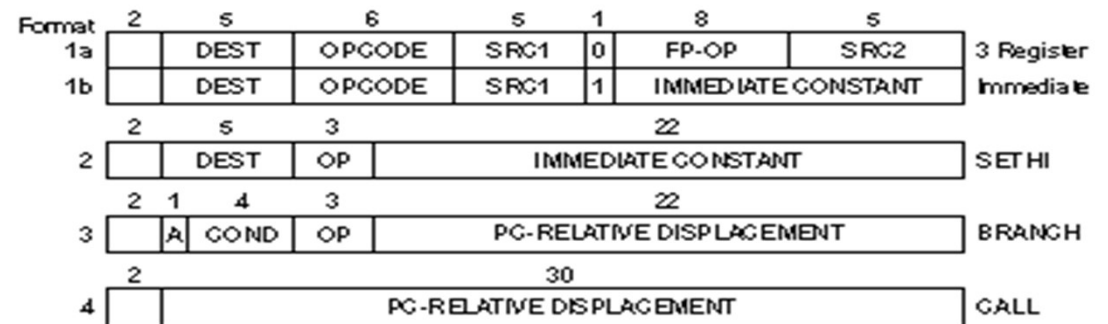 Format 2 5 6 5 1 8 5
1a DEST OPCODE SRC1 0 FP-OP SRC2 3 Register
1b DEST OPCODE SRC1 1 IMMEDIATE CONSTANT Immediate
2 5 3 22
2 DEST OP IMMEDIATE CONSTANT SETHI
2 1 4 3 22
3 A COND OP PC-RELATIVE DISPLACEMENT BRANCH
2 30
4 PC-RELATIVE DISPLACEMENT CALL